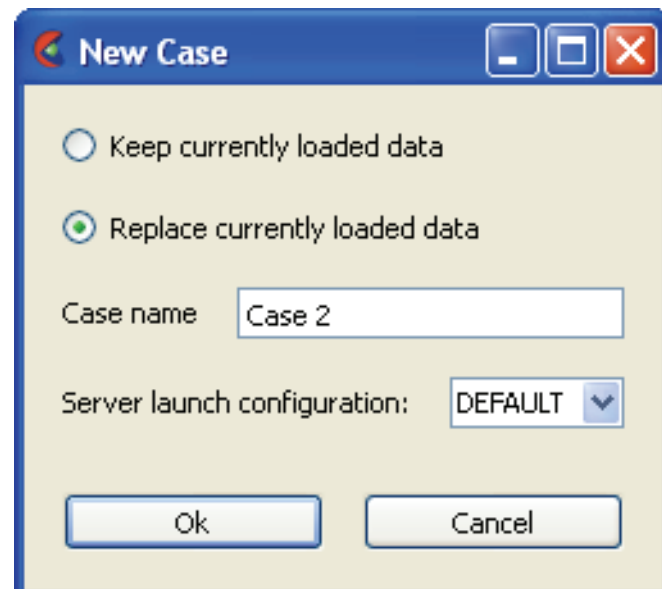 New Case
Keep currently loaded data
Replace currently loaded data
Case name Case 2
Server launch configuration: DEFAULT
Ok Cancel